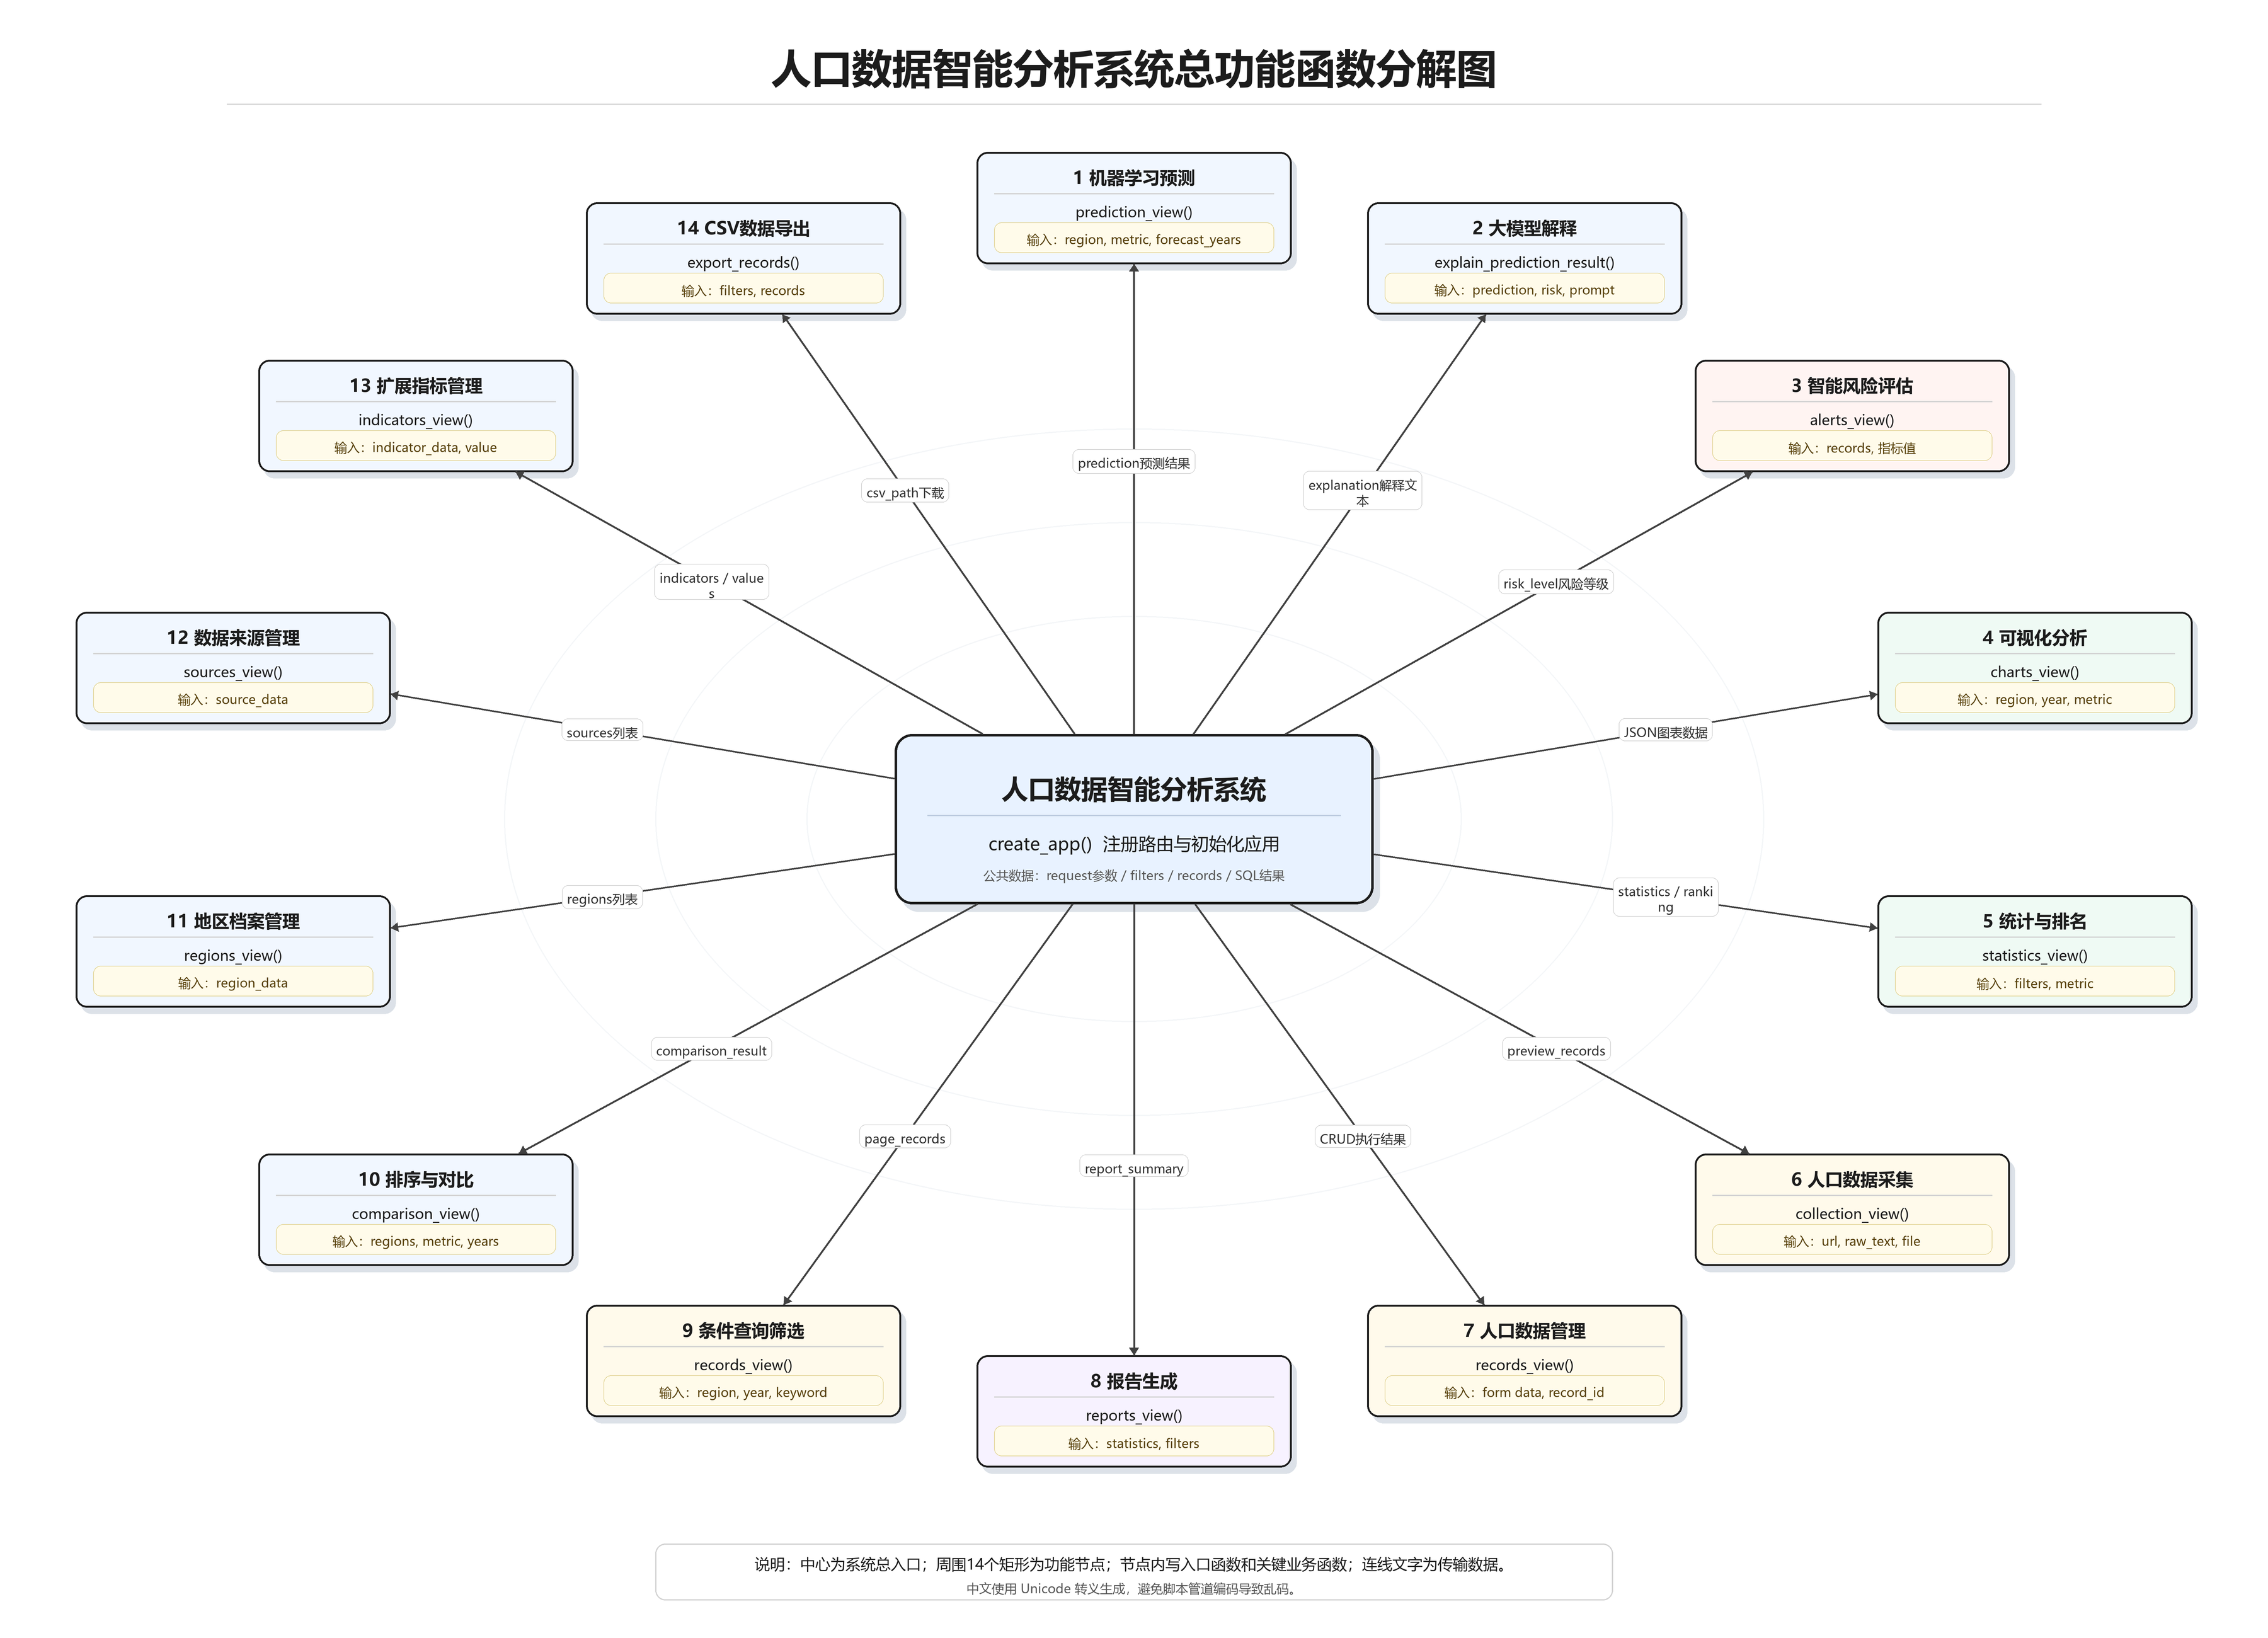 人口数据智能分析系统总功能函数分解图
1 机器学习预测
prediction_view()
输入：region, metric, forecast_years
14 CSV数据导出
export_records()
输入：filters, records
2 大模型解释
explain_prediction_result()
输入：prediction, risk, prompt
13 扩展指标管理
indicators_view()
输入：indicator_data, value
3 智能风险评估
alerts_view()
输入：records, 指标值
prediction预测结果
csv_path下载
explanation解释文
本
indicators / value
s
risk_level风险等级
12 数据来源管理
sources_view()
输入：source_data
4 可视化分析
charts_view()
输入：region, year, metric
sources列表
JSON图表数据
人口数据智能分析系统
create_app() 注册路由与初始化应用
公共数据：request参数 / filters / records / SQL结果
regions列表
statistics / ranki
ng
11 地区档案管理
regions_view()
输入：region_data
5 统计与排名
statistics_view()
输入：filters, metric
comparison_result
preview_records
page_records
report_summary
CRUD执行结果
10 排序与对比
comparison_view()
输入：regions, metric, years
6 人口数据采集
collection_view()
输入：url, raw_text, file
9 条件查询筛选
records_view()
输入：region, year, keyword
8 报告生成
reports_view()
输入：statistics, filters
7 人口数据管理
records_view()
输入：form data, record_id
说明：中心为系统总入口；周围14个矩形为功能节点；节点内写入口函数和关键业务函数；连线文字为传输数据。
中文使用 Unicode 转义生成，避免脚本管道编码导致乱码。